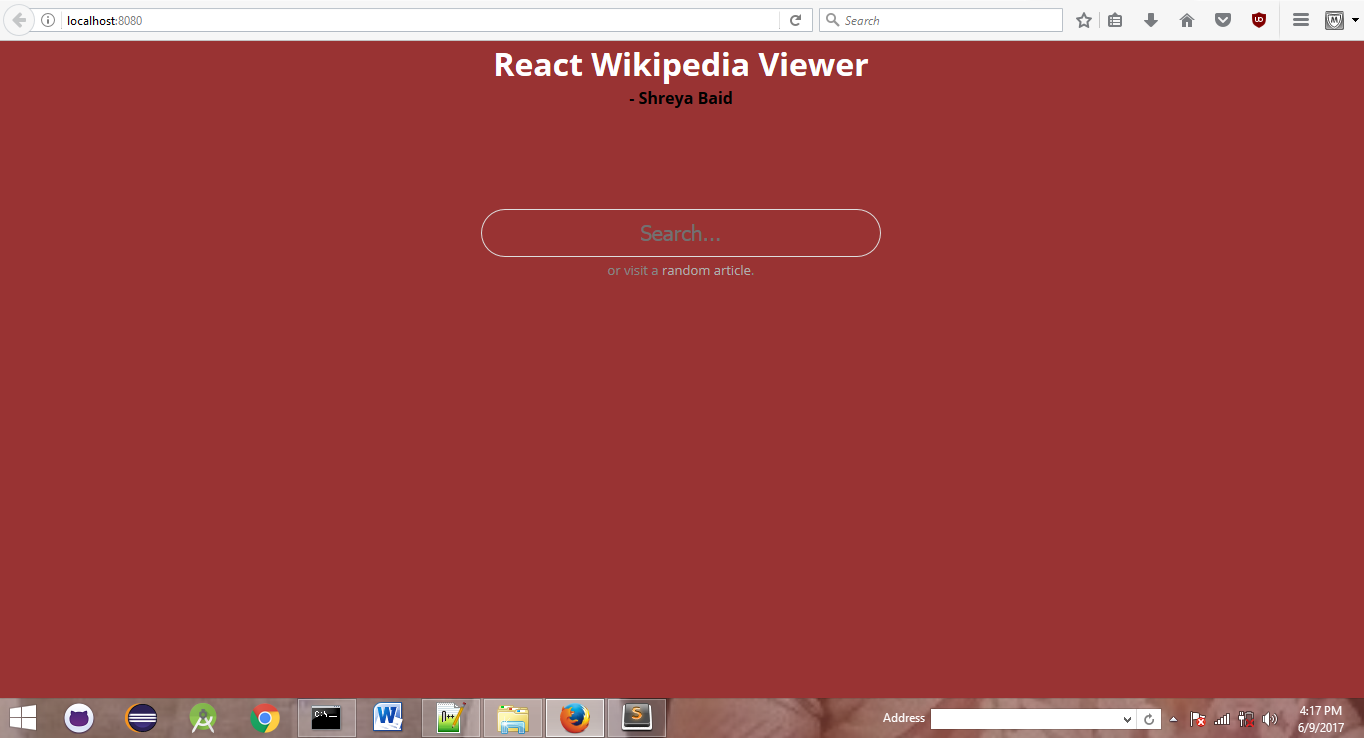 localhost:8080
Search
React Wikipedia Viewer
- Shreya Baid
Search...
or visit a random article.
Address
4:17 PM
6/9/2017